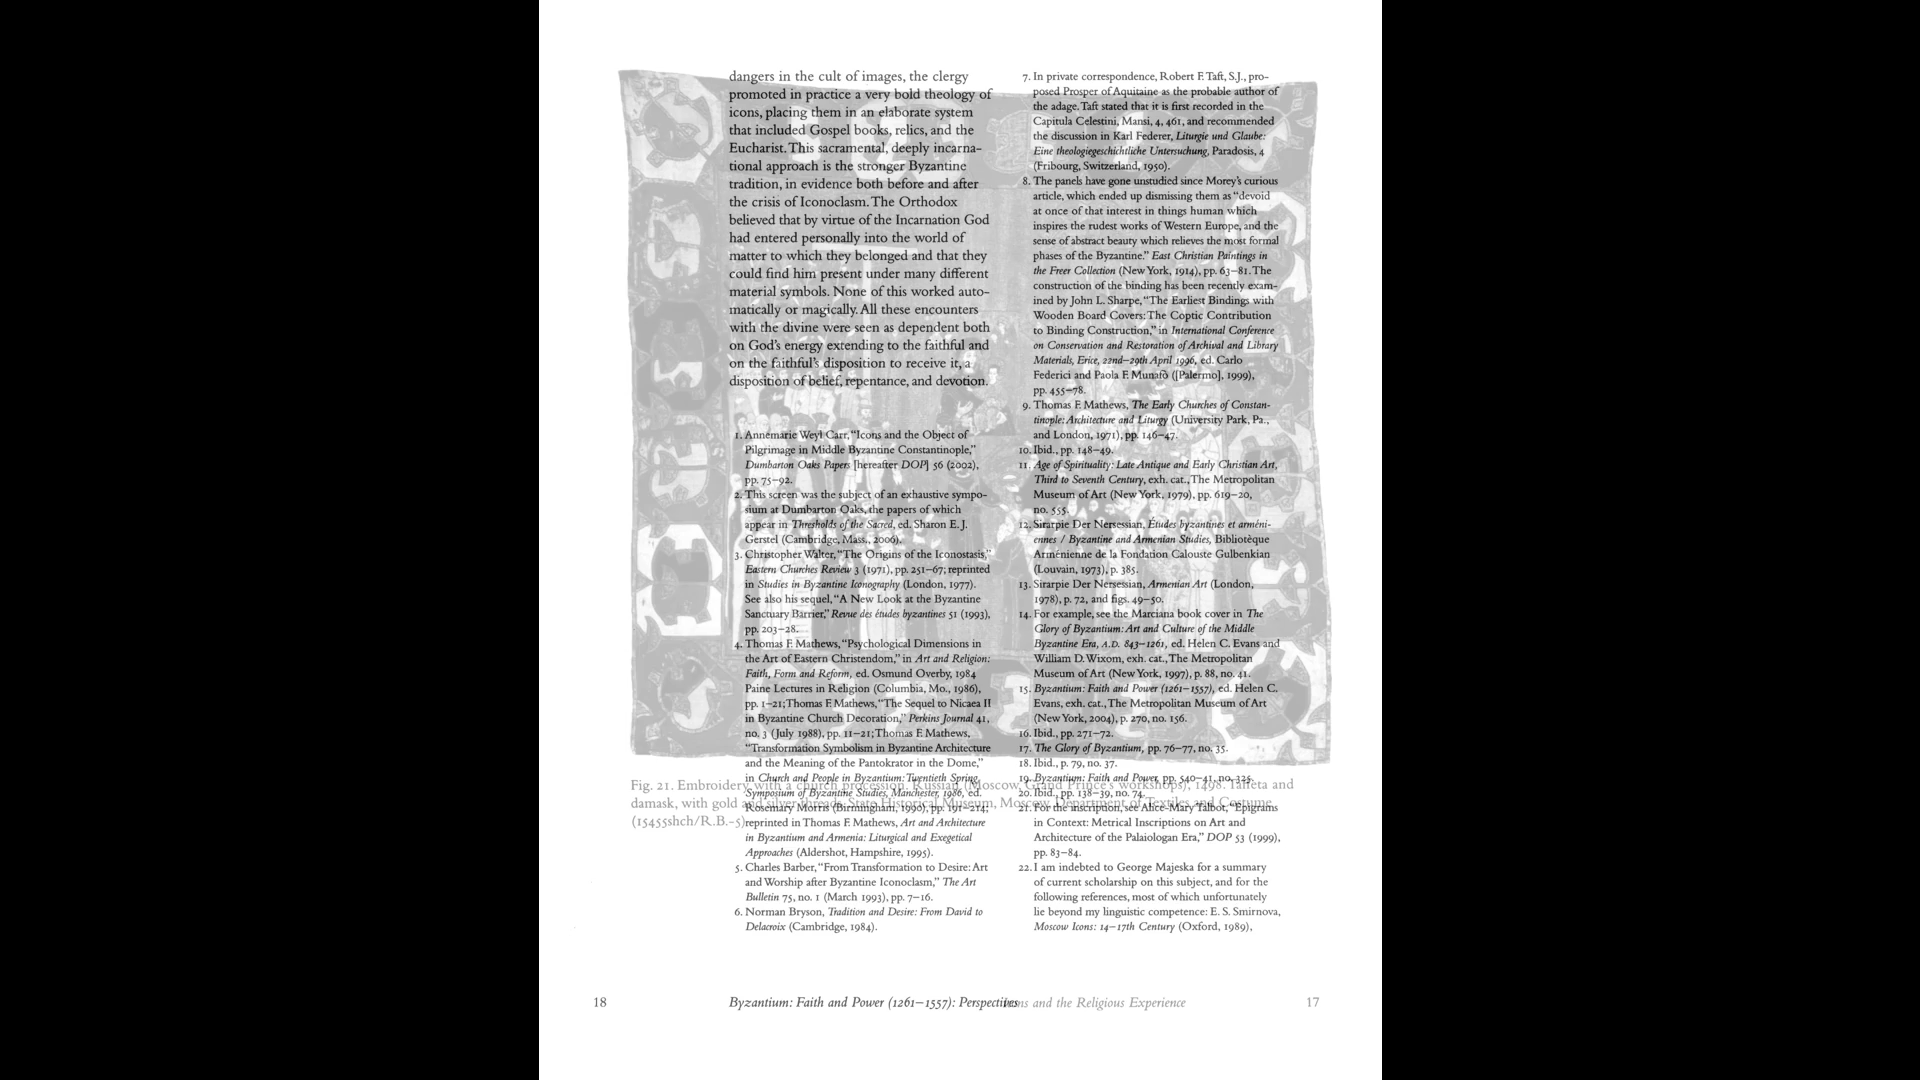 dangers in the cult of images, the clergy
promoted in practice a very bold theology of
icons, placing them in an elaborate system
that included Gospel books, relics, and the
Eucharist. This sacramental, deeply incarna-
tional approach is the stronger Byzantine
tradition, in evidence both before and after
the crisis of Iconoclasm. The Orthodox
believed that by virtue of the Incarnation God
had entered personally into the world of
matter to which they belonged and that they
could find him present under many different
material symbols. None of this worked auto-
matically or magically. All these encounters
with the divine were seen as dependent both
on God's energy extending to the faithful and
on the faithful's disposition to receive it, a
disposition of belief, repentance, and devotion.
1. Annemarie Weyl Carr, "Icons and the Object of
Pilgrimage in Middle Byzantine Constantinople,"
Dumbarton Oaks Papers [hereafter DOP] 56 (2002),
pp. 75–92.
2. This screen was the subject of an exhaustive sympo-
sium at Dumbarton Oaks, the papers of which
appear in Thresholds of the Sacred, ed. Sharon E. J.
Gerstel (Cambridge, Mass., 2006).
3. Christopher Walter, "The Origins of the Iconostasis,"
Eastern Churches Review 3 (1971), pp. 251–67; reprinted
in Studies in Byzantine Iconography (London, 1977).
See also his sequel, "A New Look at the Byzantine
Sanctuary Barrier," Revue des études byzantines 51 (1993),
pp. 203–28.
4. Thomas F. Mathews, "Psychological Dimensions in
the Art of Eastern Christendom," in Art and Religion:
Faith, Form and Reform, ed. Osmund Overby, 1984
Paine Lectures in Religion (Columbia, Mo., 1986),
pp. 1–21; Thomas F. Mathews, "The Sequel to Nicaea II
in Byzantine Church Decoration," Perkins Journal 41,
no. 3 (July 1988), pp. 11–21; Thomas F. Mathews,
"Transformation Symbolism in Byzantine Architecture
and the Meaning of the Pantokrator in the Dome,"
in Church and People in Byzantium: Twentieth Spring
Symposium of Byzantine Studies, Manchester, 1986, ed.
Rosemary Morris (Birmingham, 1990), pp. 191–214;
reprinted in Thomas F. Mathews, Art and Architecture
in Byzantium and Armenia: Liturgical and Exegetical
Approaches (Aldershot, Hampshire, 1995).
5. Charles Barber, "From Transformation to Desire: Art
and Worship after Byzantine Iconoclasm," The Art
Bulletin 75, no. 1 (March 1993), pp. 7–16.
6. Norman Bryson, Tradition and Desire: From David to
Delacroix (Cambridge, 1984).
7. In private correspondence, Robert F. Taft, S.J., pro-
posed Prosper of Aquitaine as the probable author of
the adage. Taft stated that it is first recorded in the
Capitula Celestini, Mansi, 4, 461, and recommended
the discussion in Karl Federer, Liturgie und Glaube:
Eine theologiegeschichtliche Untersuchung, Paradosis, 4
(Fribourg, Switzerland, 1950).
8. The panels have gone unstudied since Morey's curious
article, which ended up dismissing them as "devoid
at once of that interest in things human which
inspires the rudest works of Western Europe, and the
sense of abstract beauty which relieves the most formal
phases of the Byzantine." East Christian Paintings in
the Freer Collection (New York, 1914), pp. 63–81. The
construction of the binding has been recently exam-
ined by John L. Sharpe, "The Earliest Bindings with
Wooden Board Covers: The Coptic Contribution
to Binding Construction," in International Conference
on Conservation and Restoration of Archival and Library
Materials, Erice, 22nd–29th April 1996, ed. Carlo
Federici and Paola F. Munafò ([Palermo], 1999),
pp. 455–78.
9. Thomas F. Mathews, The Early Churches of Constan-
tinople: Architecture and Liturgy (University Park, Pa.,
and London, 1971), pp. 146–47.
10. Ibid., pp. 148–49.
11. Age of Spirituality: Late Antique and Early Christian Art,
Third to Seventh Century, exh. cat., The Metropolitan
Museum of Art (New York, 1979), pp. 619–20,
no. 555.
12. Sirarpie Der Nersessian, Études byzantines et arméni-
ennes / Byzantine and Armenian Studies, Bibliotèque
Arménienne de la Fondation Calouste Gulbenkian
(Louvain, 1973), p. 385.
13. Sirarpie Der Nersessian, Armenian Art (London,
1978), p. 72, and figs. 49–50.
14. For example, see the Marciana book cover in The
Glory of Byzantium: Art and Culture of the Middle
Byzantine Era, A.D. 843–1261, ed. Helen C. Evans and
William D. Wixom, exh. cat., The Metropolitan
Museum of Art (New York, 1997), p. 88, no. 41.
15. Byzantium: Faith and Power (1261–1557), ed. Helen C.
Evans, exh. cat., The Metropolitan Museum of Art
(New York, 2004), p. 270, no. 156.
16. Ibid., pp. 271–72.
17. The Glory of Byzantium, pp. 76–77, no. 35.
18. Ibid., p. 79, no. 37.
19. Byzantium: Faith and Power, pp. 540–41, no. 325.
20. Ibid., pp. 138–39, no. 74.
21. For the inscription, see Alice-Mary Talbot, "Epigrams
in Context: Metrical Inscriptions on Art and
Architecture of the Palaiologan Era," DOP 53 (1999),
pp. 83–84.
22. I am indebted to George Majeska for a summary
of current scholarship on this subject, and for the
following references, most of which unfortunately
lie beyond my linguistic competence: E. S. Smirnova,
Moscow Icons: 14–17th Century (Oxford, 1989),
Fig. 21. Embroidery with a church procession. Russian (Moscow, Grand Prince's workshops), 1498. Taffeta and
damask, with gold and silver threads. State Historical Museum, Moscow, Department of Textiles and Costume
(15455shch/R.B.-5)
18
Byzantium: Faith and Power (1261–1557): Perspectives
Icons and the Religious Experience
17